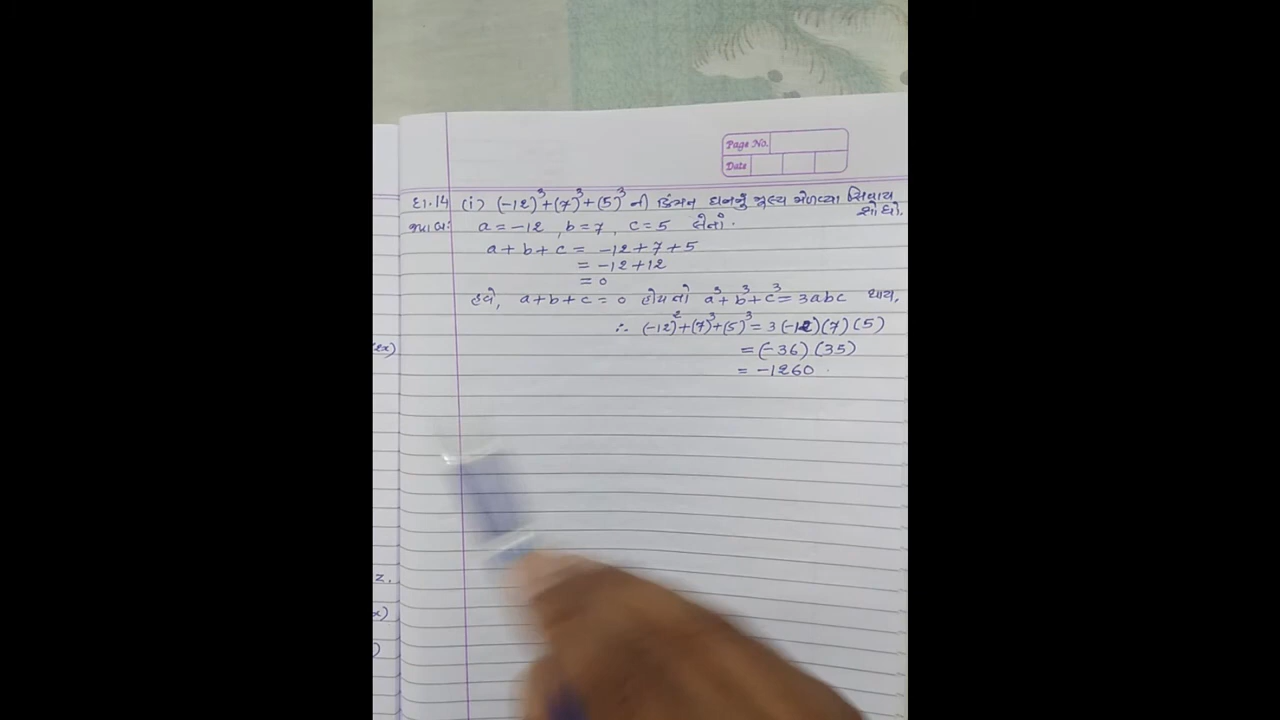 Page No.
Date
દા.14 (i) (-12)³+(7)³+(5)³ ની કિંમત ઘનનું મૂલ્ય મેળવ્યા સિવાય
શોધો.
જવાબ: a = -12 , b = 7 , c = 5 લેતાં.
a + b + c = -12 + 7 + 5
= -12 + 12
= 0
હવે, a+b+c = 0 હોય તો a³+b³+c³ = 3abc થાય.
∴ (-12)²+(7)³+(5)³ = 3(-12)(7)(5)
(2x) = (-36) (35)
= -1260.
z.
x)
)